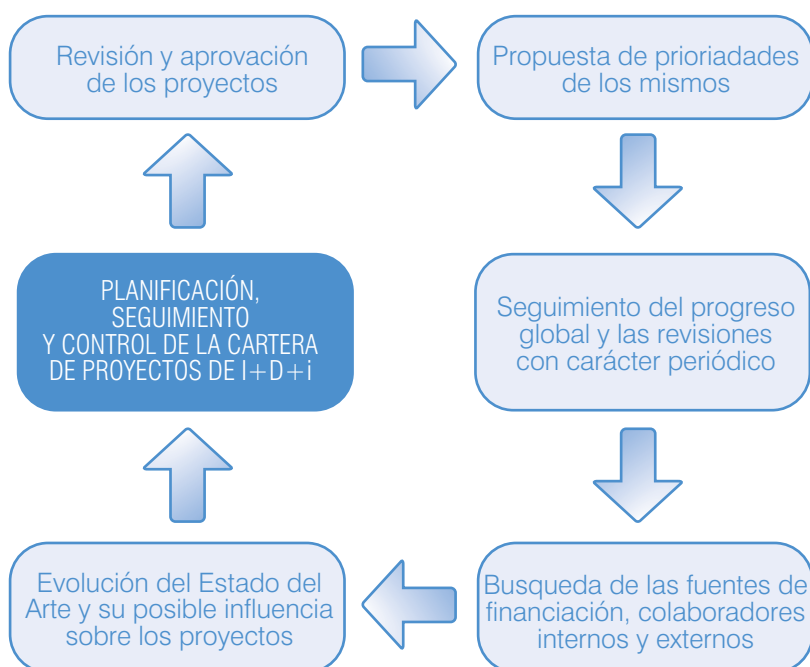 Revisión y aprovación
de los proyectos
Propuesta de prioriadades
de los mismos
PLANIFICACIÓN,
SEGUIMIENTO
Y CONTROL DE LA CARTERA
DE PROYECTOS DE I+D+i
Seguimiento del progreso
global y las revisiones
con carácter periódico
Evolución del Estado del
Arte y su posible influencia
sobre los proyectos
Busqueda de las fuentes de
financiación, colaboradores
internos y externos